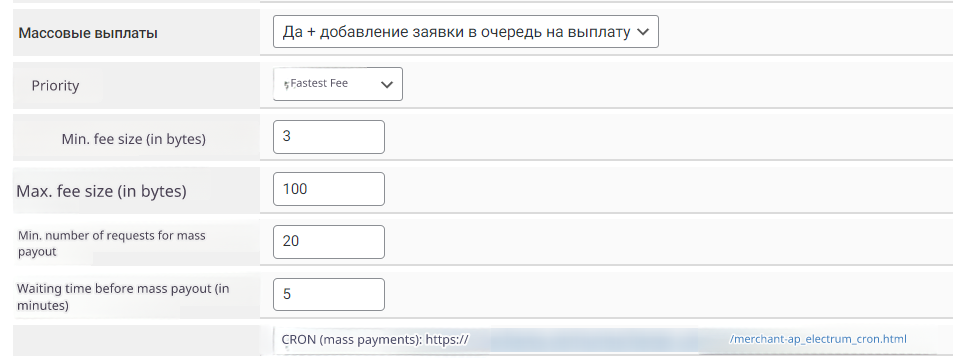 Массовые выплаты
Да + добавление заявки в очередь на выплату
Priority
Fastest Fee
Min. fee size (in bytes)
3
Max. fee size (in bytes)
100
Min. number of requests for mass
payout
20
Waiting time before mass payout (in
minutes)
5
CRON (mass payments): https:// /merchant-ap_electrum_cron.html